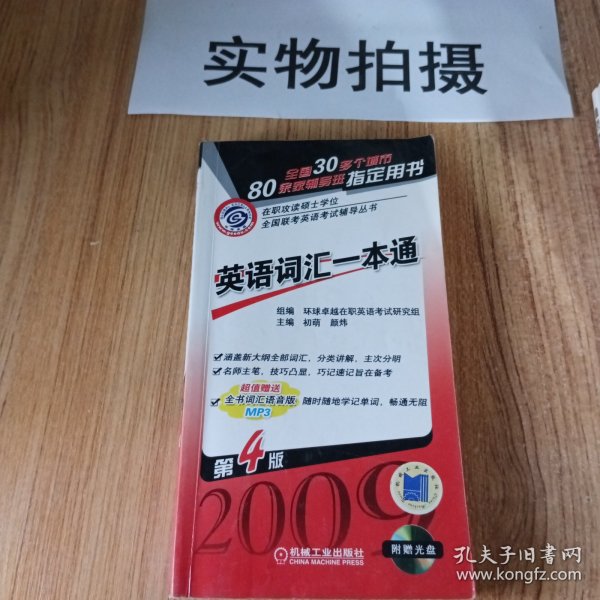 实物拍摄
全国30多个城市
80余家辅导班指定用书
在职攻读硕士学位
全国联考英语考试辅导丛书
英语词汇一本通
组编 环球卓越在职英语考试研究组
主编 初萌 颜炜
涵盖新大纲全部词汇,分类讲解,主次分明
名师主笔,技巧凸显,巧记速记旨在备考
超值赠送
全书词汇语音版
MP3
随时随地学记单词,畅通无阻
第4版
2009
机械工业出版社
CHINA MACHINE PRESS
附赠光盘
孔夫子旧书网
www.kongfz.com